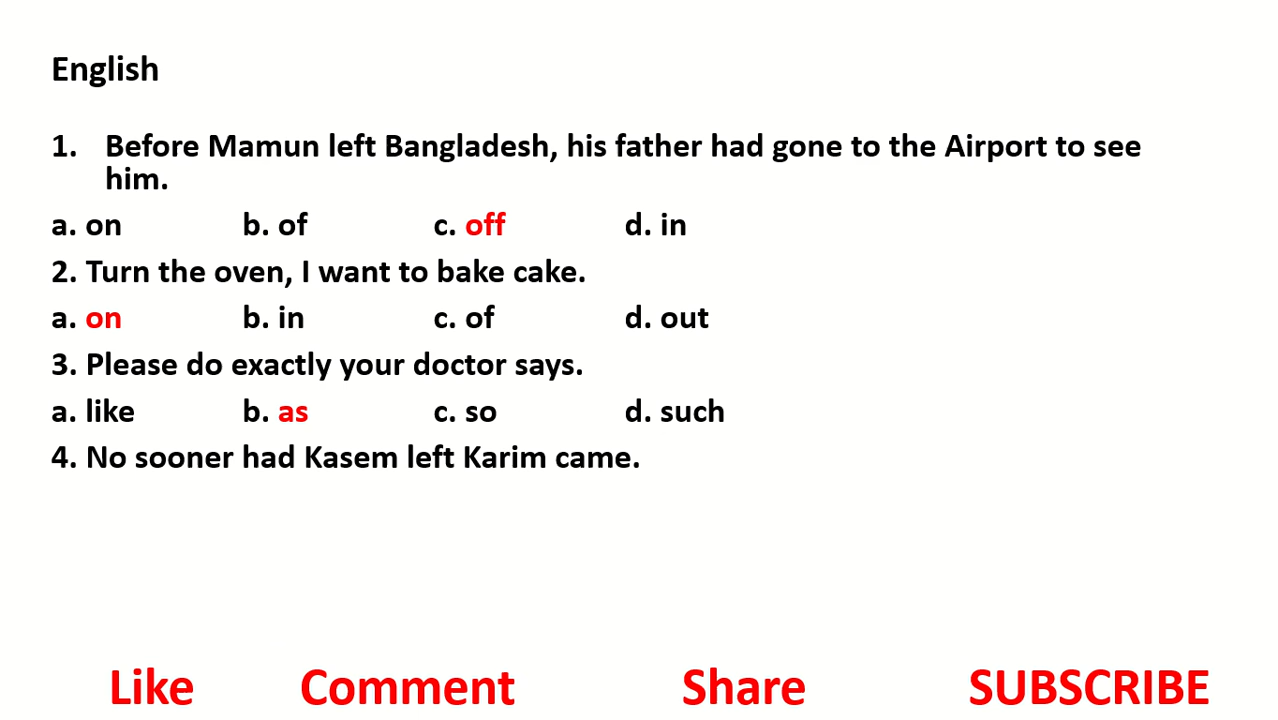 English
1. Before Mamun left Bangladesh, his father had gone to the Airport to see
him.
a. on b. of c. off d. in
2. Turn the oven, I want to bake cake.
a. on b. in c. of d. out
3. Please do exactly your doctor says.
a. like b. as c. so d. such
4. No sooner had Kasem left Karim came.
Like Comment Share SUBSCRIBE